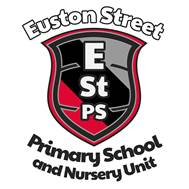 Euston Street
E
St
PS
Primary School
and Nursery Unit